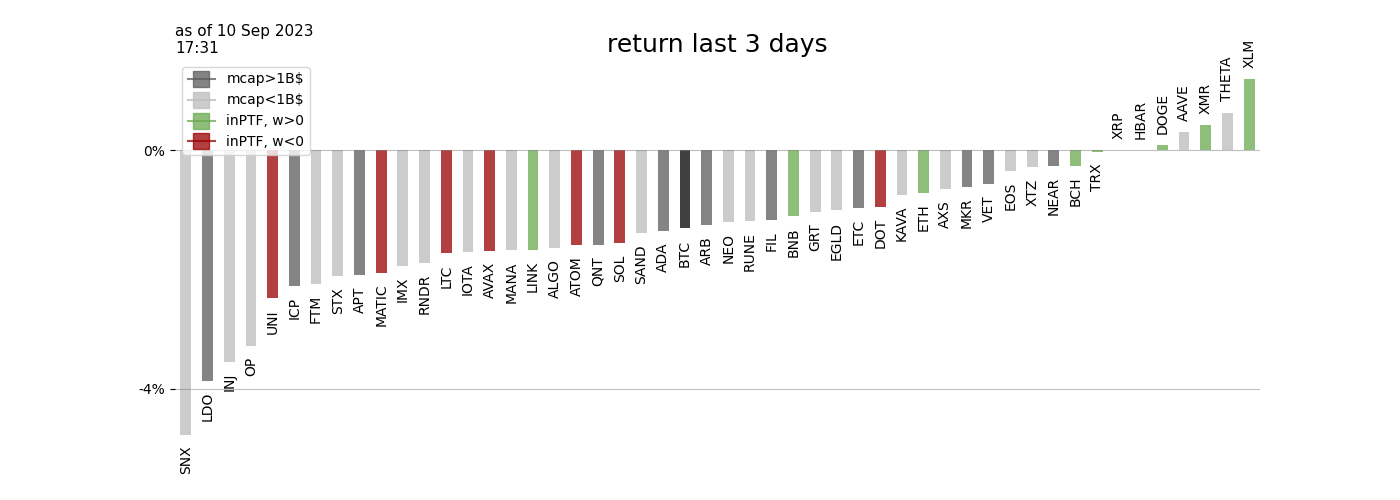 as of 10 Sep 2023
17:31
return last 3 days
mcap>1B$
mcap<1B$
inPTF, w>0
inPTF, w<0
0%
-4%
SNX
LDO
INJ
OP
UNI
ICP
FTM
STX
APT
MATIC
IMX
RNDR
LTC
IOTA
AVAX
MANA
LINK
ALGO
ATOM
QNT
SOL
SAND
ADA
BTC
ARB
NEO
RUNE
FIL
BNB
GRT
EGLD
ETC
DOT
KAVA
ETH
AXS
MKR
VET
EOS
XTZ
NEAR
BCH
TRX
XRP
HBAR
DOGE
AAVE
XMR
THETA
XLM